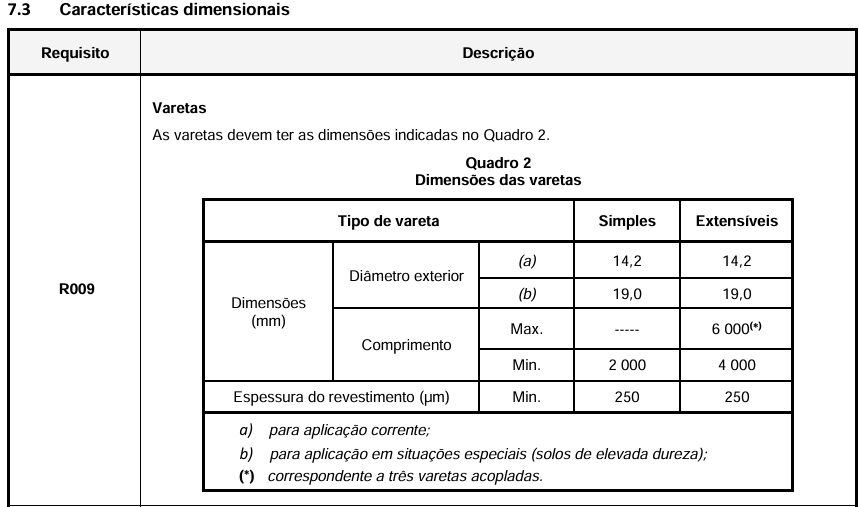 7.3 Características dimensionais
Requisito Descrição
Varetas
As varetas devem ter as dimensões indicadas no Quadro 2.
Quadro 2
Dimensões das varetas
Tipo de vareta Simples Extensíveis
R009
Dimensões (mm) Diâmetro exterior (a) 14,2 14,2
(b) 19,0 19,0
Comprimento Max. ----- 6 000(*)
Min. 2 000 4 000
Espessura do revestimento (µm) Min. 250 250
a) para aplicação corrente;
b) para aplicação em situações especiais (solos de elevada dureza);
(*) correspondente a três varetas acopladas.